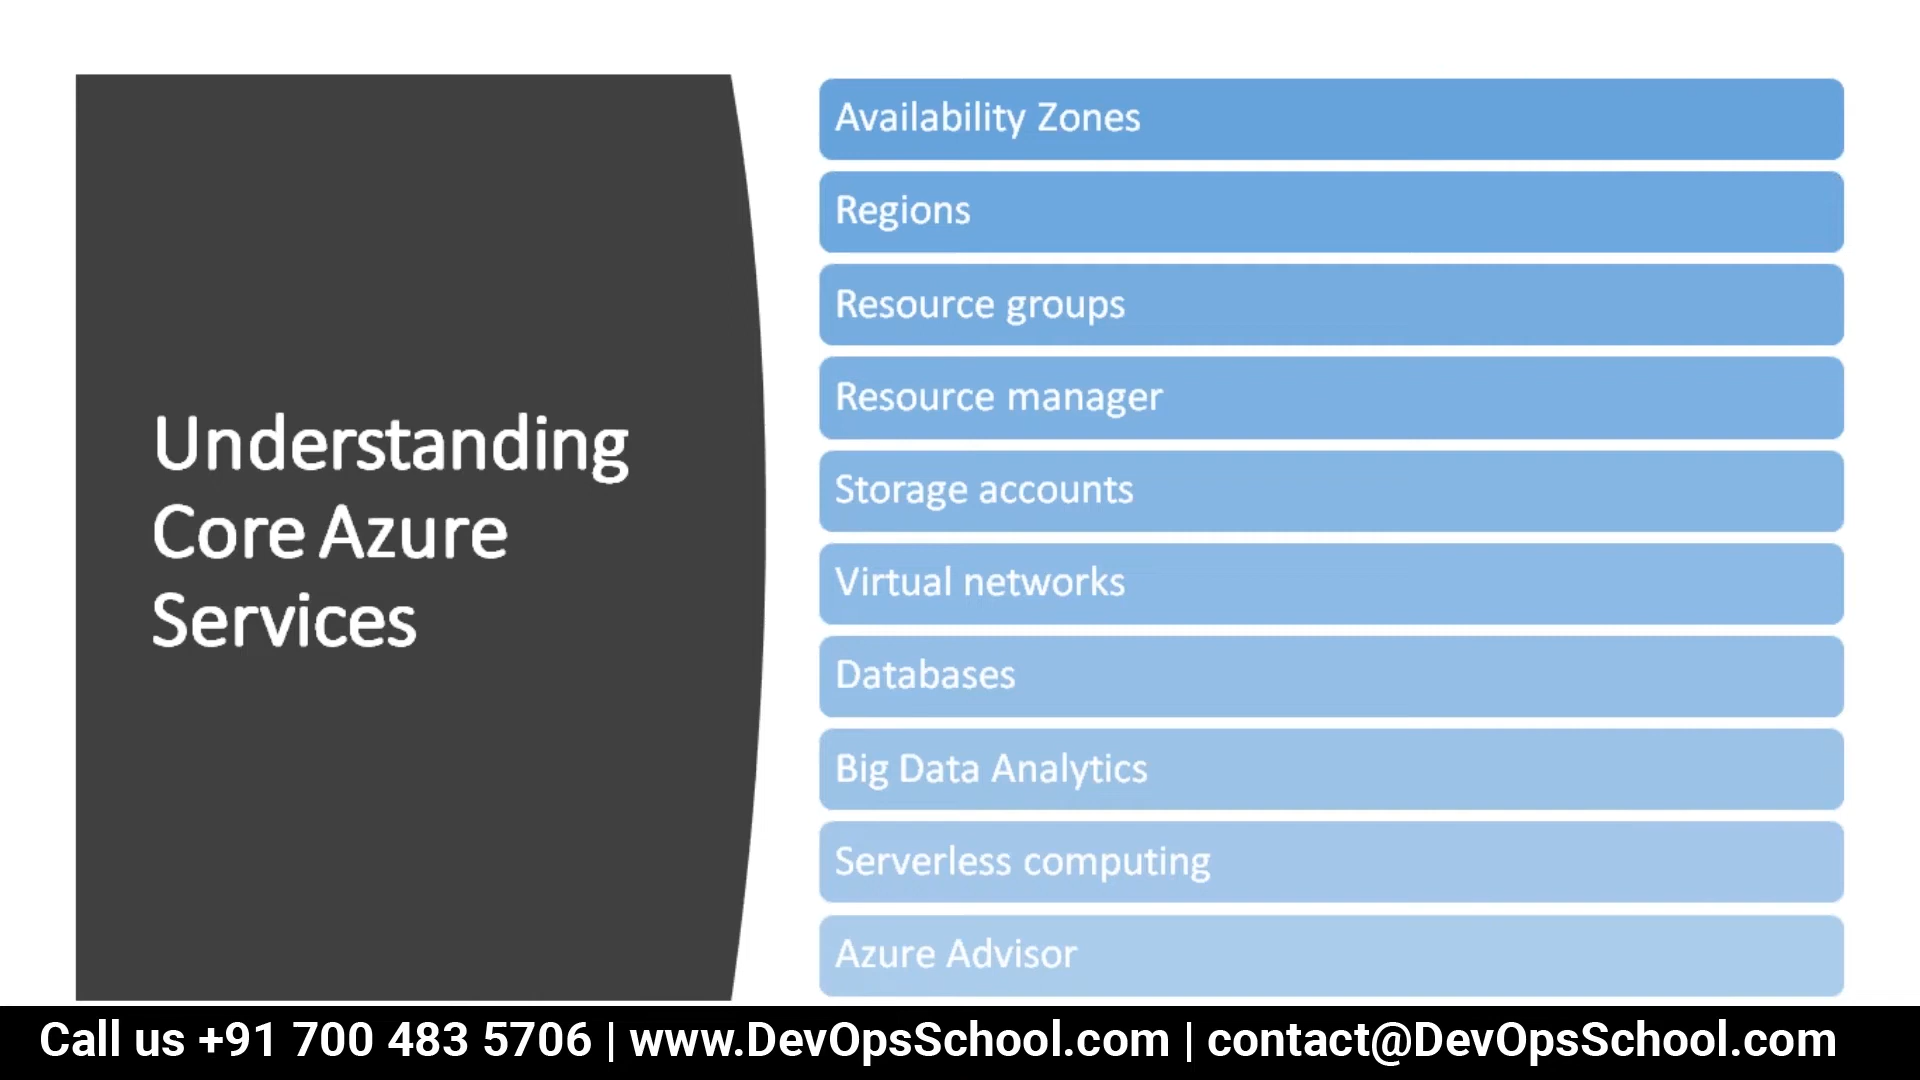 Understanding
Core Azure
Services
Availability Zones
Regions
Resource groups
Resource manager
Storage accounts
Virtual networks
Databases
Big Data Analytics
Serverless computing
Azure Advisor
Call us +91 700 483 5706 | www.DevOpsSchool.com | contact@DevOpsSchool.com